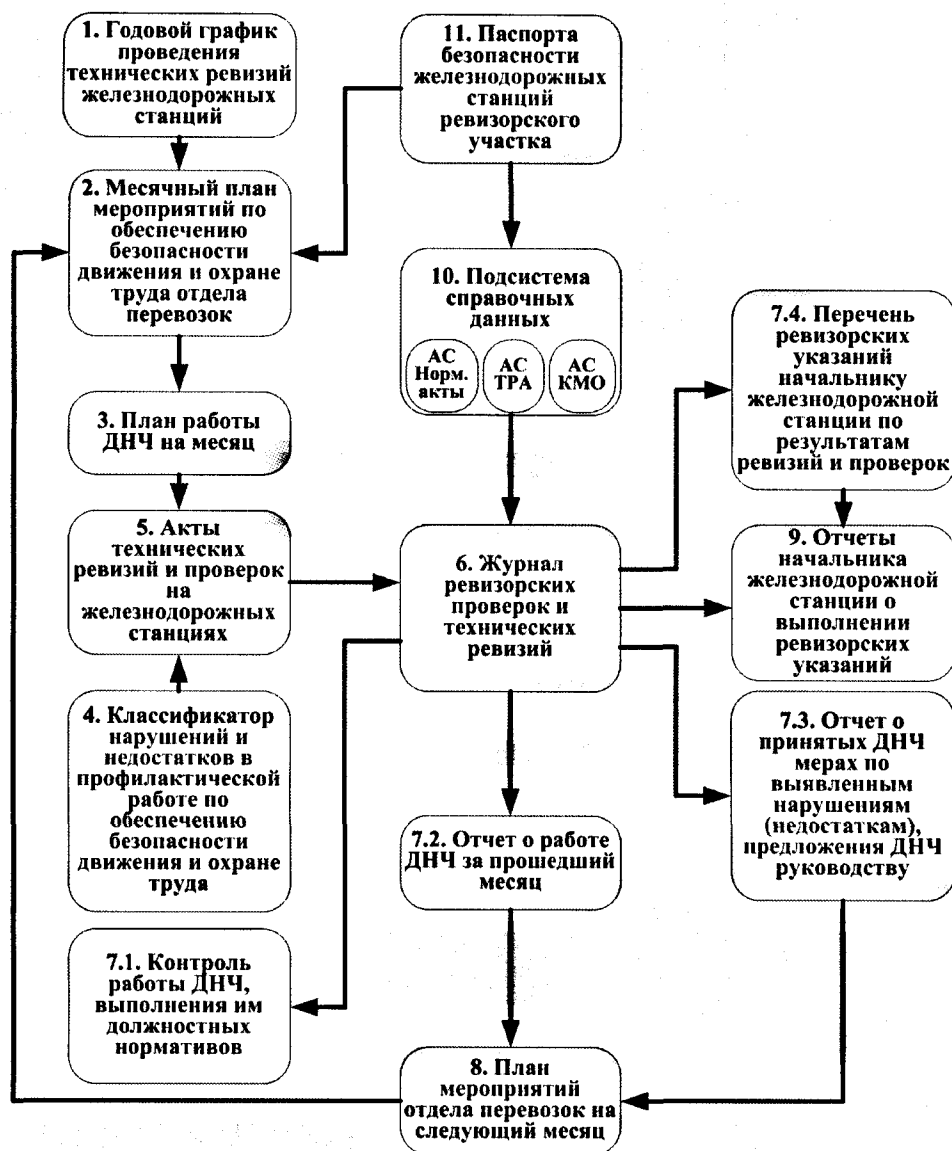 1. Годовой график
проведения
технических ревизий
железнодорожных
станций
11. Паспорта
безопасности
железнодорожных
станций
ревизорского
участка
2. Месячный план
мероприятий по
обеспечению
безопасности
движения и охране
труда отдела
перевозок
10. Подсистема
справочных
данных
АС
Норм.
акты
АС
ТРА
АС
КМО
7.4. Перечень
ревизорских
указаний
начальнику
железнодорожной
станции по
результатам
ревизий и проверок
3. План работы
ДНЧ на месяц
5. Акты
технических
ревизий и проверок
на
железнодорожных
станциях
6. Журнал
ревизорских
проверок и
технических
ревизий
9. Отчеты
начальника
железнодорожной
станции о
выполнении
ревизорских
указаний
4. Классификатор
нарушений и
недостатков в
профилактической
работе по
обеспечению
безопасности
движения и охране
труда
7.2. Отчет о работе
ДНЧ за прошедший
месяц
7.3. Отчет о
принятых ДНЧ
мерах по
выявленным
нарушениям
(недостаткам),
предложения ДНЧ
руководству
7.1. Контроль
работы ДНЧ,
выполнения им
должностных
нормативов
8. План
мероприятий
отдела перевозок на
следующий месяц